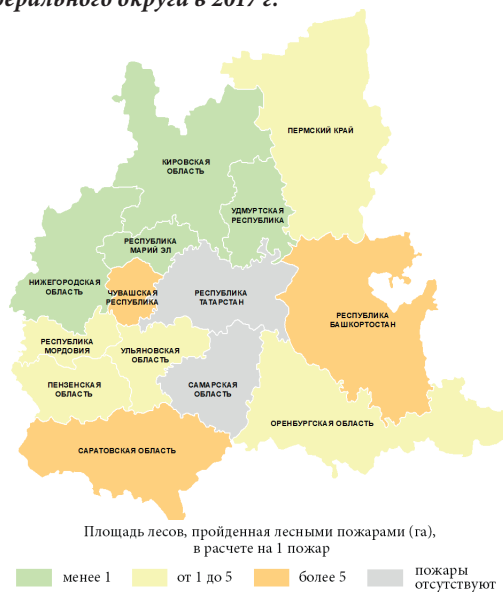 ерального округа в 2017 г.
ПЕРМСКИЙ КРАЙ
КИРОВСКАЯ
ОБЛАСТЬ
УДМУРТСКАЯ
РЕСПУБЛИКА
РЕСПУБЛИКА
МАРИЙ ЭЛ
НИЖЕГОРОДСКАЯ
ОБЛАСТЬ
ЧУВАШСКАЯ
РЕСПУБЛИКА
РЕСПУБЛИКА
ТАТАРСТАН
РЕСПУБЛИКА
БАШКОРТОСТАН
РЕСПУБЛИКА
МОРДОВИЯ
УЛЬЯНОВСКАЯ
ОБЛАСТЬ
ПЕНЗЕНСКАЯ
ОБЛАСТЬ
САМАРСКАЯ
ОБЛАСТЬ
ОРЕНБУРГСКАЯ ОБЛАСТЬ
САРАТОВСКАЯ ОБЛАСТЬ
Площадь лесов, пройденная лесными пожарами (га),
в расчете на 1 пожар
менее 1
от 1 до 5
более 5
пожары
отсутствуют